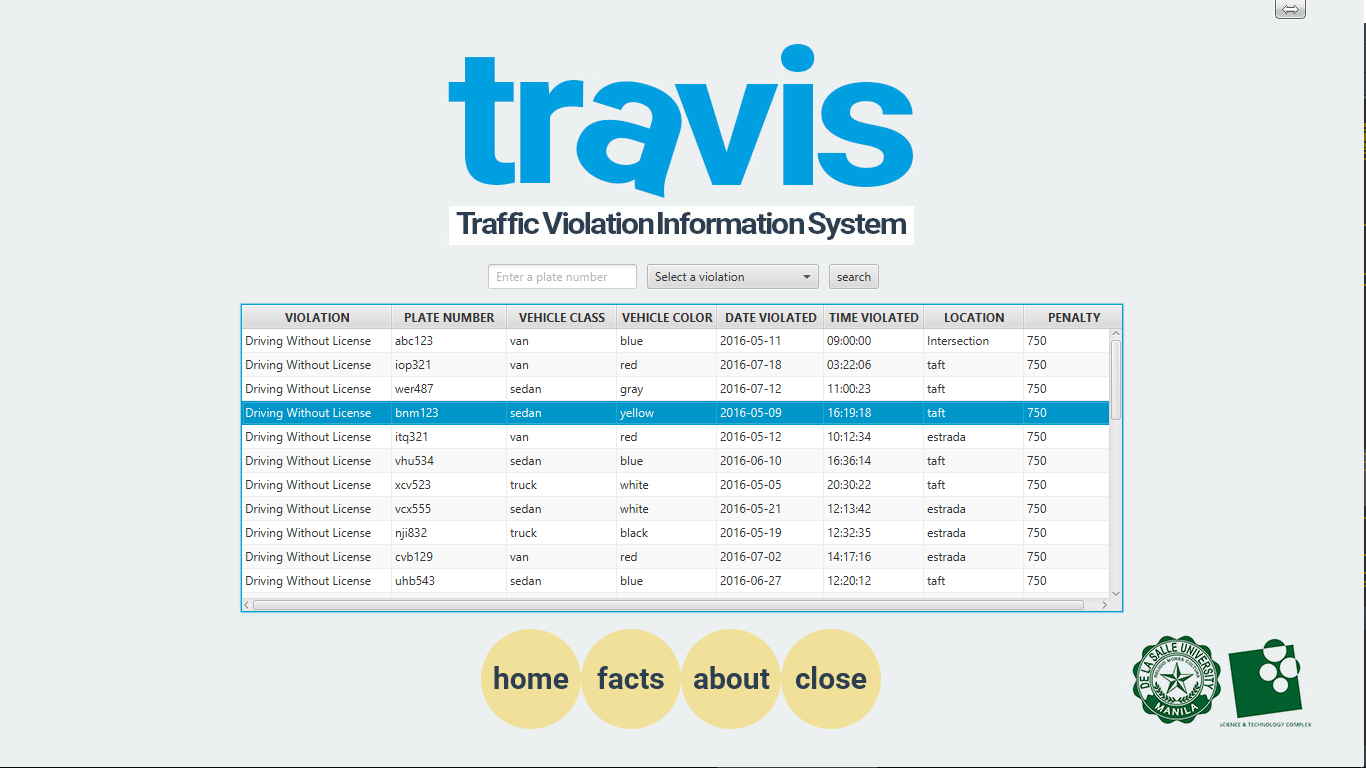 travis
Traffic Violation Information System
Enter a plate number Select a violation search
VIOLATION PLATE NUMBER VEHICLE CLASS VEHICLE COLOR DATE VIOLATED TIME VIOLATED LOCATION PENALTY
Driving Without License abc123 van blue 2016-05-11 09:00:00 Intersection 750
Driving Without License iop321 van red 2016-07-18 03:22:06 taft 750
Driving Without License wer487 sedan gray 2016-07-12 11:00:23 taft 750
Driving Without License bnm123 sedan yellow 2016-05-09 16:19:18 taft 750
Driving Without License itq321 van red 2016-05-12 10:12:34 estrada 750
Driving Without License vhu534 sedan blue 2016-06-10 16:36:14 taft 750
Driving Without License xcv523 truck white 2016-05-05 20:30:22 taft 750
Driving Without License vcx555 sedan white 2016-05-21 12:13:42 estrada 750
Driving Without License nji832 truck black 2016-05-19 12:32:35 estrada 750
Driving Without License cvb129 van red 2016-07-02 14:17:16 estrada 750
Driving Without License uhb543 sedan blue 2016-06-27 12:20:12 taft 750
home facts about close
DE LA SALLE UNIVERSITY
MANILA
SCIENCE & TECHNOLOGY COMPLEX